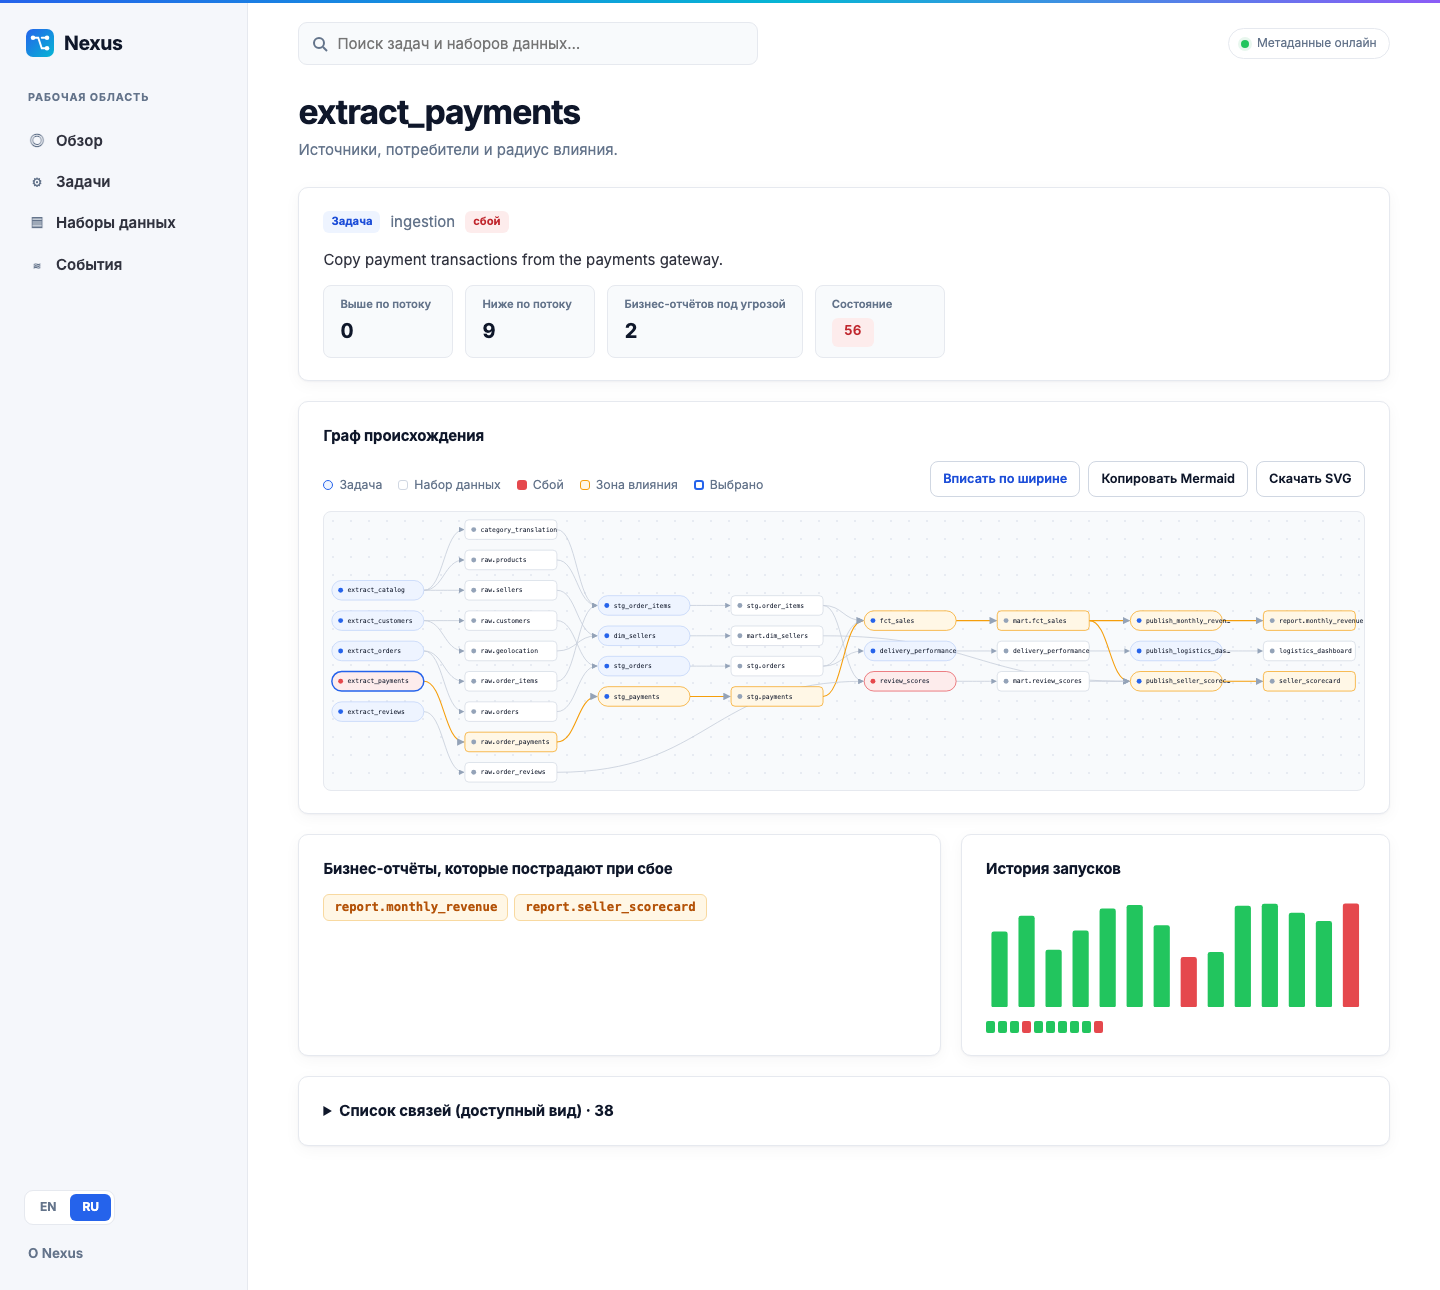 Nexus
Поиск задач и наборов данных...
Метаданные онлайн
РАБОЧАЯ ОБЛАСТЬ
Обзор
Задачи
Наборы данных
События
extract_payments
Источники, потребители и радиус влияния.
Задача ingestion сбой
Copy payment transactions from the payments gateway.
Выше по потоку
0
Ниже по потоку
9
Бизнес-отчётов под угрозой
2
Состояние
56
Граф происхождения
Задача Набор данных Сбой Зона влияния Выбрано
Вписать по ширине Копировать Mermaid Скачать SVG
extract_catalog
extract_customers
extract_orders
extract_payments
extract_reviews
category_translation
raw.products
raw.sellers
raw.customers
raw.geolocation
raw.order_items
raw.orders
raw.order_payments
raw.order_reviews
stg_order_items
dim_sellers
stg_orders
stg_payments
stg.order_items
mart.dim_sellers
stg.orders
stg.payments
fct_sales
delivery_performance
review_scores
mart.fct_sales
delivery_performance
mart.review_scores
publish_monthly_reven…
publish_logistics_das…
publish_seller_scorec…
report.monthly_revenue
logistics_dashboard
seller_scorecard
Бизнес-отчёты, которые пострадают при сбое
report.monthly_revenue report.seller_scorecard
История запусков
Список связей (доступный вид) · 38
EN RU
О Nexus